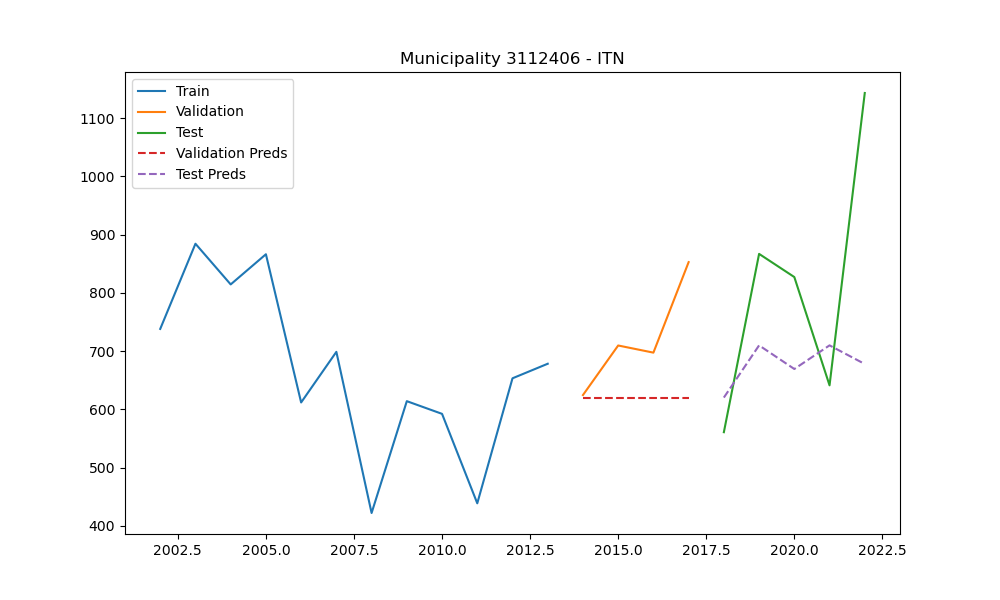 Municipality 3112406 - ITN
Train
Validation
Test
Validation Preds
Test Preds
1100
1000
900
800
700
600
500
400
2002.5 2005.0 2007.5 2010.0 2012.5 2015.0 2017.5 2020.0 2022.5